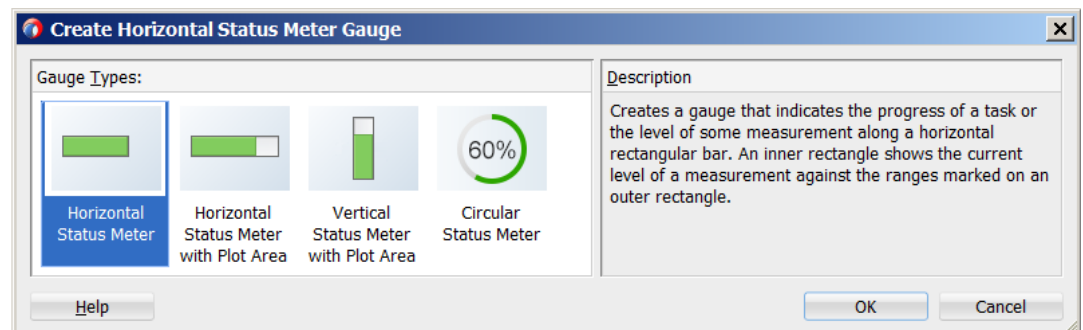 Create Horizontal Status Meter Gauge
Gauge Types:
60%
Horizontal
Status Meter
Horizontal
Status Meter
with Plot Area
Vertical
Status Meter
with Plot Area
Circular
Status Meter
Description
Creates a gauge that indicates the progress of a task or
the level of some measurement along a horizontal
rectangular bar. An inner rectangle shows the current
level of a measurement against the ranges marked on an
outer rectangle.
Help
OK
Cancel